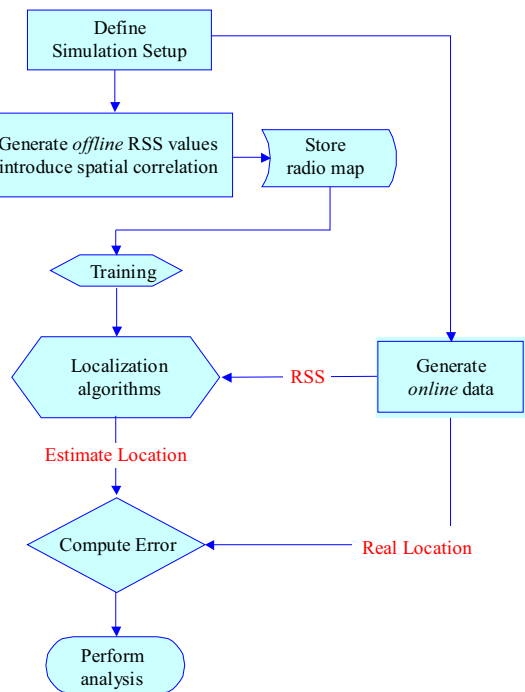 Define
Simulation Setup
Generate offline RSS values
introduce spatial correlation
Store
radio map
Training
Localization
algorithms
RSS
Generate
online data
Estimate Location
Compute Error
Real Location
Perform
analysis